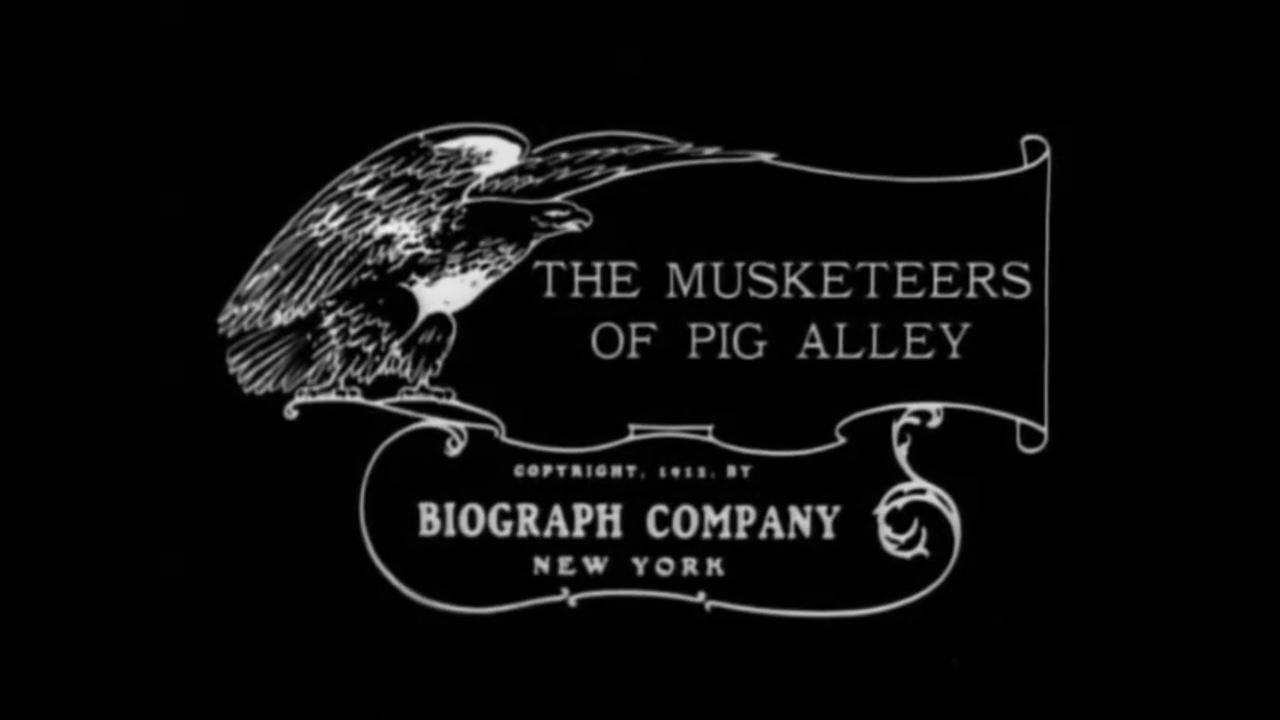 THE MUSKETEERS
OF PIG ALLEY
COPYRIGHT, 1912, BY
BIOGRAPH COMPANY
NEW YORK